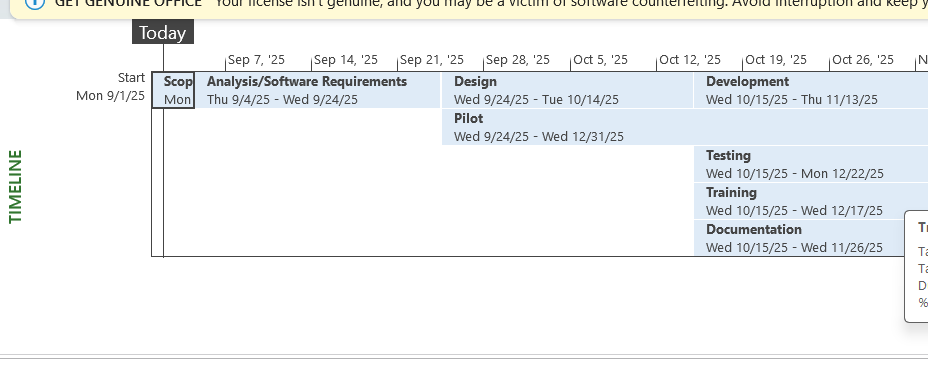 GET GENUINE OFFICE Your license isn't genuine, and you may be a victim of software counterfeiting. Avoid interruption and keep
Today
Sep 7, '25 Sep 14, '25 Sep 21, '25 Sep 28, '25 Oct 5, '25 Oct 12, '25 Oct 19, '25 Oct 26, '25 N
Start
Mon 9/1/25
Scop
Mon
Analysis/Software Requirements
Thu 9/4/25 - Wed 9/24/25
Design
Wed 9/24/25 - Tue 10/14/25
Development
Wed 10/15/25 - Thu 11/13/25
Pilot
Wed 9/24/25 - Wed 12/31/25
Testing
Wed 10/15/25 - Mon 12/22/25
Training
Wed 10/15/25 - Wed 12/17/25
Documentation
Wed 10/15/25 - Wed 11/26/25
TIMELINE
T
Ta
Ta
D
%